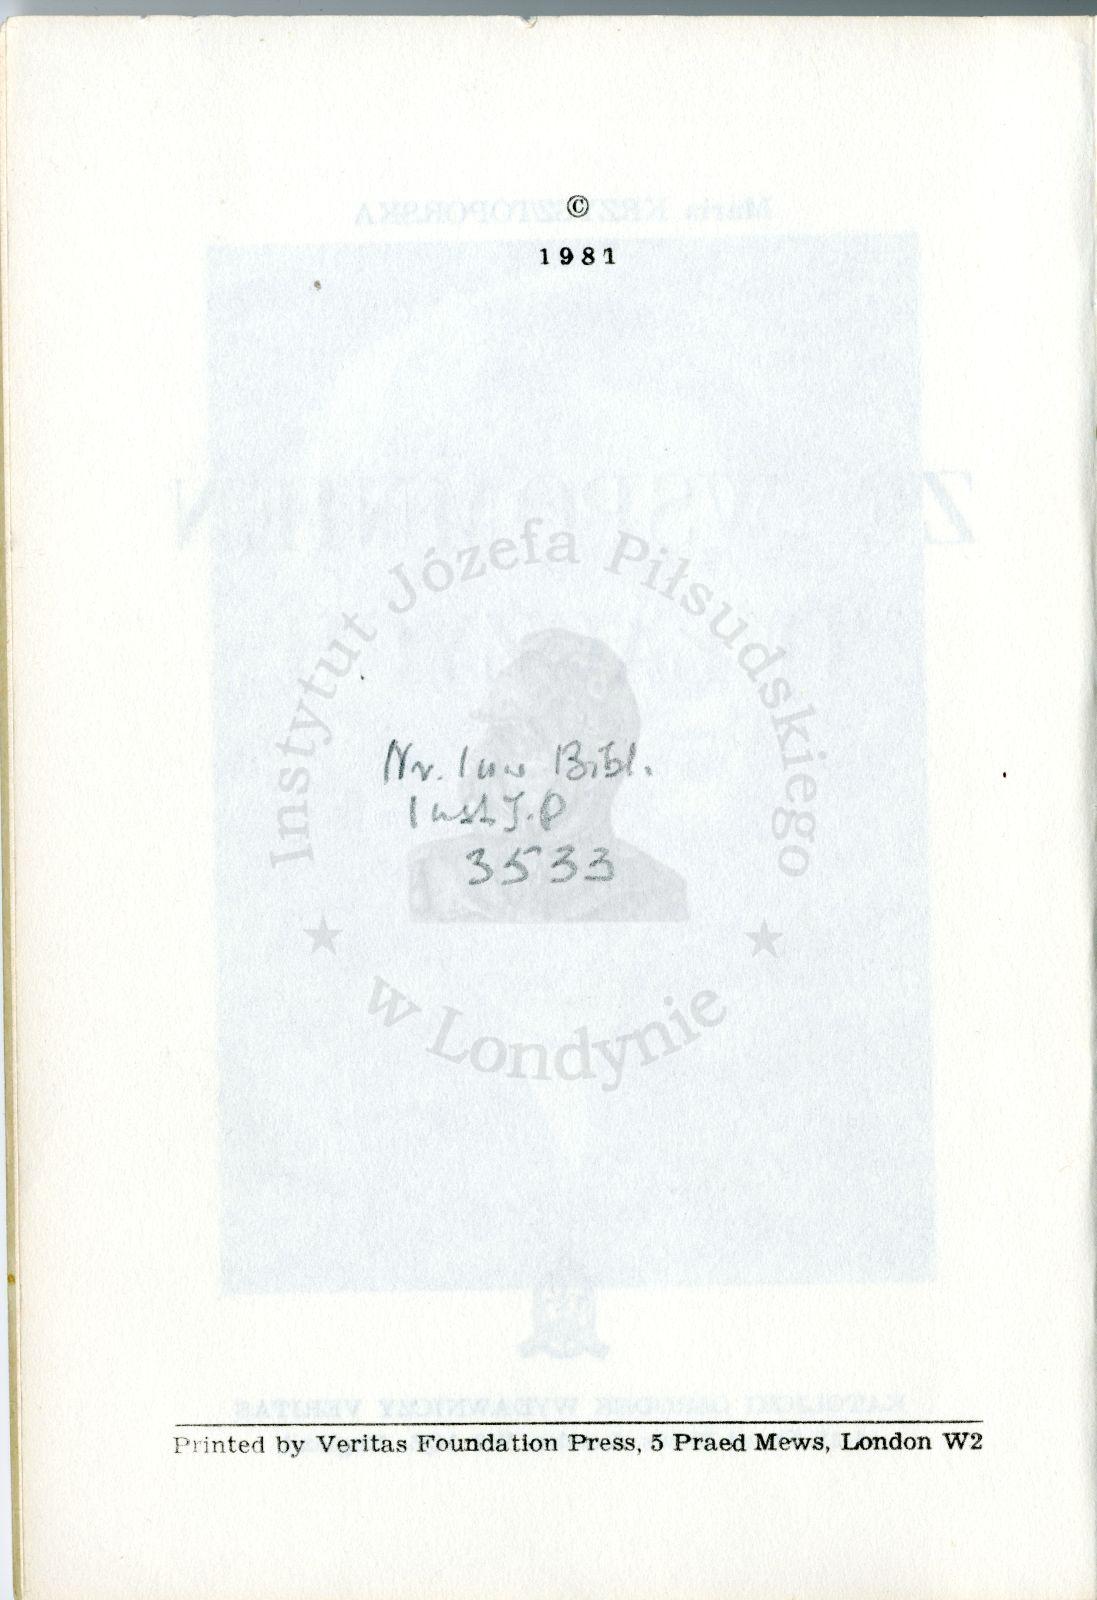 ©
1981
Instytut Józefa Piłsudskiego
Nr. Inw Bibl.
Inst J.P
3533
w Londynie
Printed by Veritas Foundation Press, 5 Praed Mews, London W2